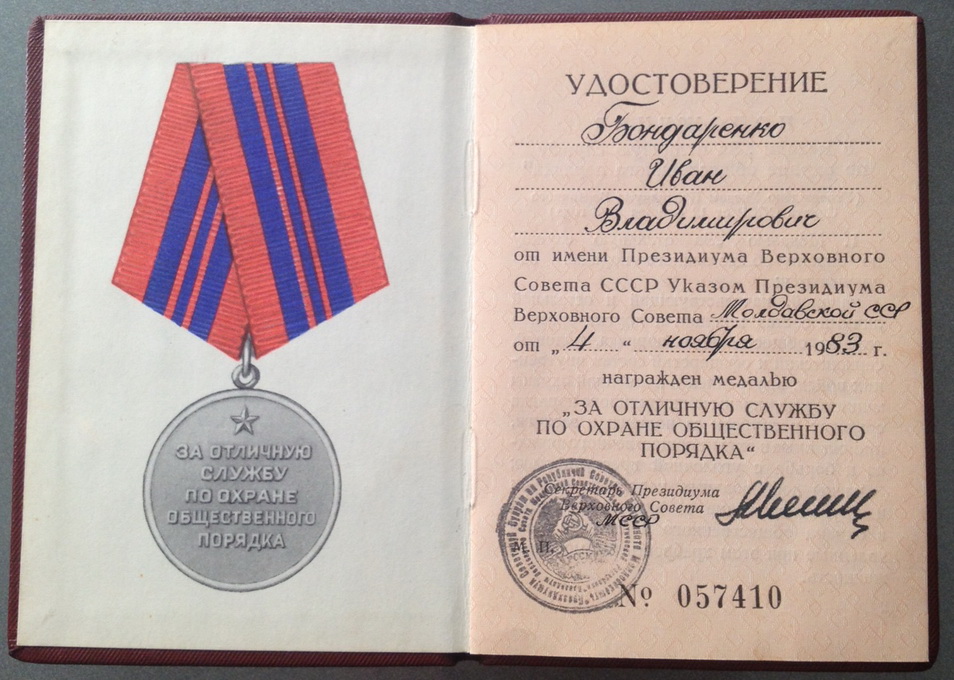 ЗА ОТЛИЧНУЮ
СЛУЖБУ
ПО ОХРАНЕ
ОБЩЕСТВЕННОГО
ПОРЯДКА
УДОСТОВЕРЕНИЕ
Бондаренко
Иван
Владимирович
от имени Президиума Верховного
Совета СССР Указом Президиума
Верховного Совета Молдавской ССР
от „4“ ноября 1983 г.
награжден медалью
„ЗА ОТЛИЧНУЮ СЛУЖБУ
ПО ОХРАНЕ ОБЩЕСТВЕННОГО
ПОРЯДКА“
Секретарь Президиума
Верховного Совета
МССР
№ 057410